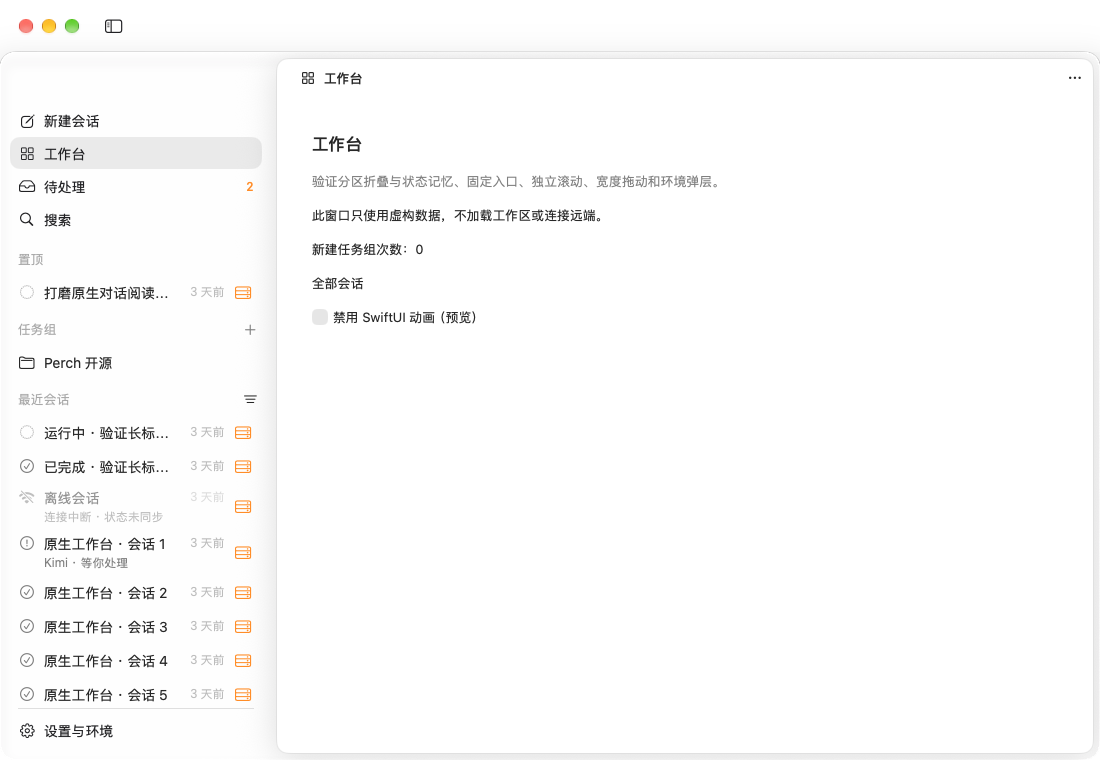 新建会话
工作台
待处理 2
搜索
置顶
打磨原生对话阅读... 3 天前
任务组
Perch 开源
最近会话
运行中 · 验证长标... 3 天前
已完成 · 验证长标... 3 天前
离线会话 3 天前
连接中断 · 状态未同步
原生工作台 · 会话 1 3 天前
Kimi · 等你处理
原生工作台 · 会话 2 3 天前
原生工作台 · 会话 3 3 天前
原生工作台 · 会话 4 3 天前
原生工作台 · 会话 5 3 天前
设置与环境
工作台
工作台
验证分区折叠与状态记忆、固定入口、独立滚动、宽度拖动和环境弹层。
此窗口只使用虚构数据，不加载工作区或连接远端。
新建任务组次数：0
全部会话
禁用 SwiftUI 动画（预览）